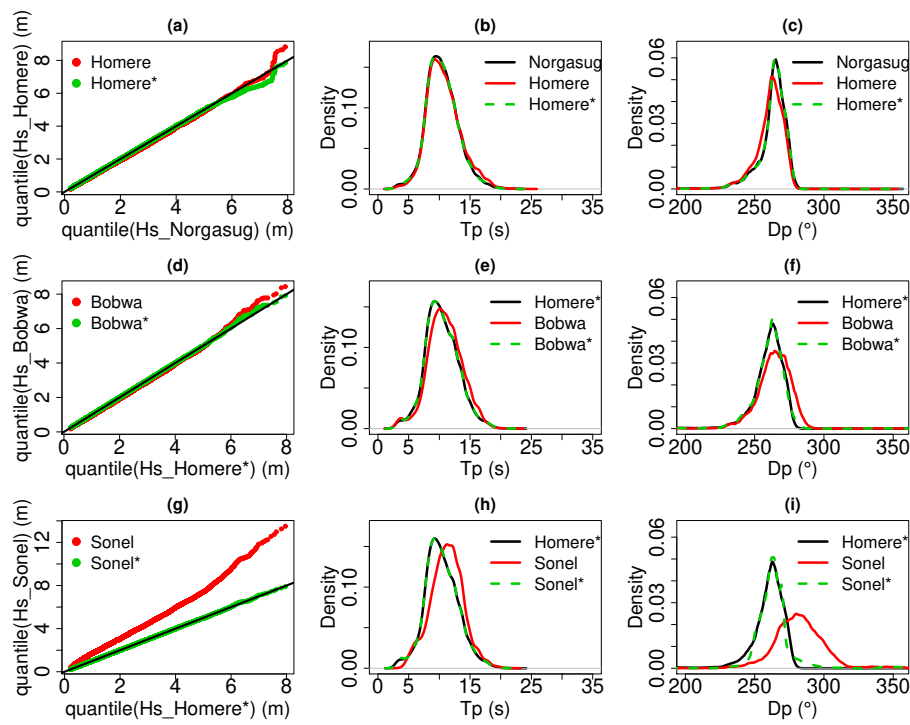 (a)
quantile(Hs_Homere) (m)
0 2 4 6 8
Homere
Homere*
0 2 4 6 8
quantile(Hs_Norgasug) (m)
(b)
Density
0.00 0.10
Norgasug
Homere
Homere*
0 5 15 25 35
Tp (s)
(c)
Density
0.00 0.03 0.06
Norgasug
Homere
Homere*
200 250 300 350
Dp (°)
(d)
quantile(Hs_Bobwa) (m)
0 2 4 6 8
Bobwa
Bobwa*
0 2 4 6 8
quantile(Hs_Homere*) (m)
(e)
Density
0.00 0.10
Homere*
Bobwa
Bobwa*
0 5 15 25 35
Tp (s)
(f)
Density
0.00 0.03 0.06
Homere*
Bobwa
Bobwa*
200 250 300 350
Dp (°)
(g)
quantile(Hs_Sonel) (m)
0 4 8 12
Sonel
Sonel*
0 2 4 6 8
quantile(Hs_Homere*) (m)
(h)
Density
0.00 0.10
Homere*
Sonel
Sonel*
0 5 15 25 35
Tp (s)
(i)
Density
0.00 0.03 0.06
Homere*
Sonel
Sonel*
200 250 300 350
Dp (°)